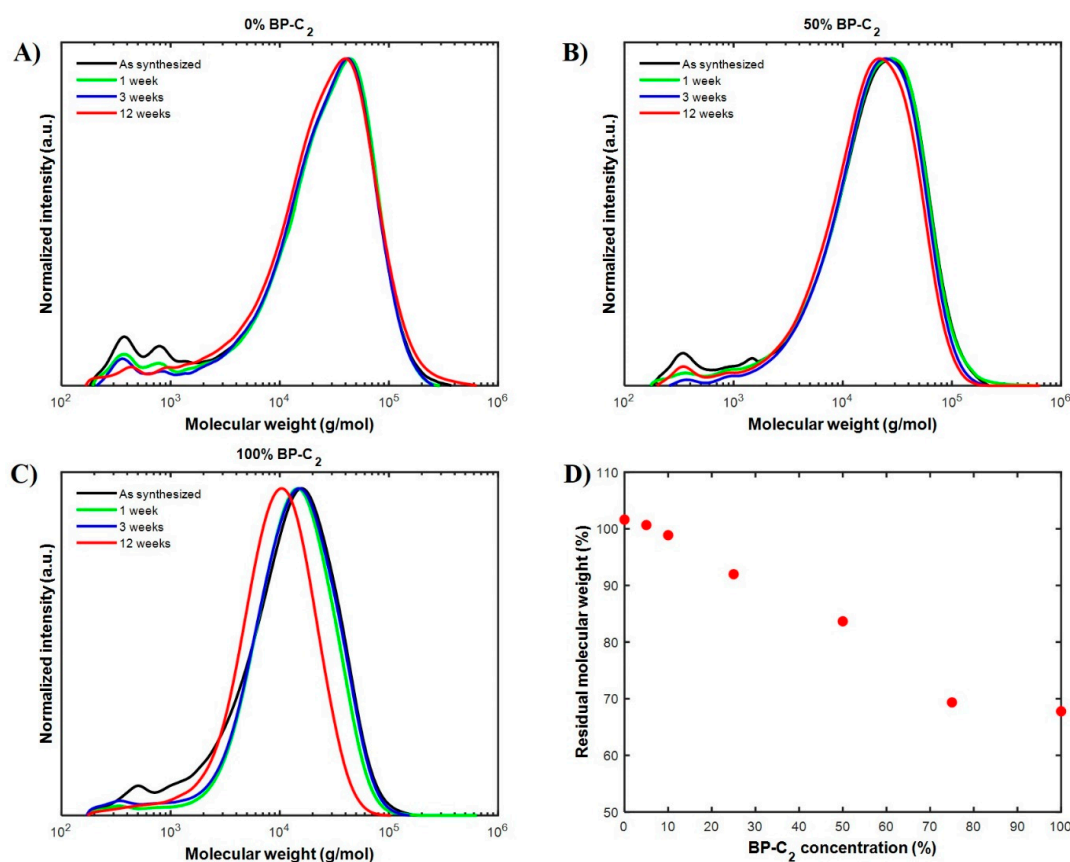 A)
0% BP-C2
As synthesized
1 week
3 weeks
12 weeks
Normalized intensity (a.u.)
10^2 10^3 10^4 10^5 10^6
Molecular weight (g/mol)
B)
50% BP-C2
As synthesized
1 week
3 weeks
12 weeks
Normalized intensity (a.u.)
10^2 10^3 10^4 10^5 10^6
Molecular weight (g/mol)
C)
100% BP-C2
As synthesized
1 week
3 weeks
12 weeks
Normalized intensity (a.u.)
10^2 10^3 10^4 10^5 10^6
Molecular weight (g/mol)
D)
110
100
90
80
70
60
50
Residual molecular weight (%)
0 10 20 30 40 50 60 70 80 90 100
BP-C2 concentration (%)